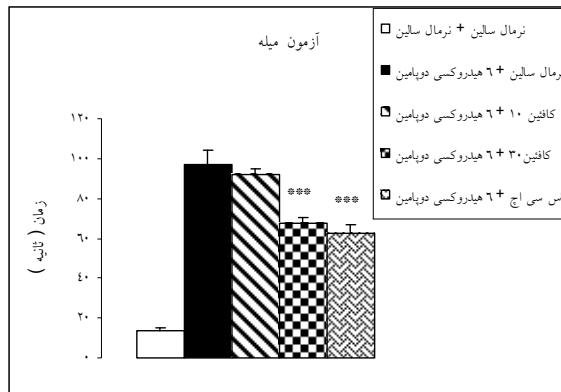 آزمون میله
نرمال سالین + نرمال سالین
نرمال سالین + ٦ هیدروکسی دوپامین
کافئین ١٠ + ٦ هیدروکسی دوپامین
کافئین٣٠ + ٦ هیدروکسی دوپامین
اس سی اچ + ٦ هیدروکسی دوپامین
زمان ( ثانیه )
١٢٠
١٠٠
٨٠
٦٠
٤٠
٢٠
٠
*** ***